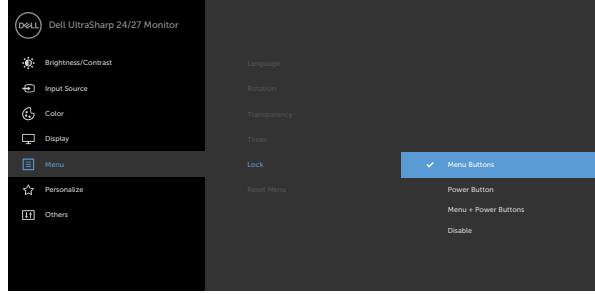 DELL
Dell UltraSharp 24/27 Monitor
Brightness/Contrast
Input Source
Color
Display
Menu
Personalize
Others
Language
Rotation
Transparency
Timer
Lock
Reset Menu
Menu Buttons
Power Button
Menu + Power Buttons
Disable